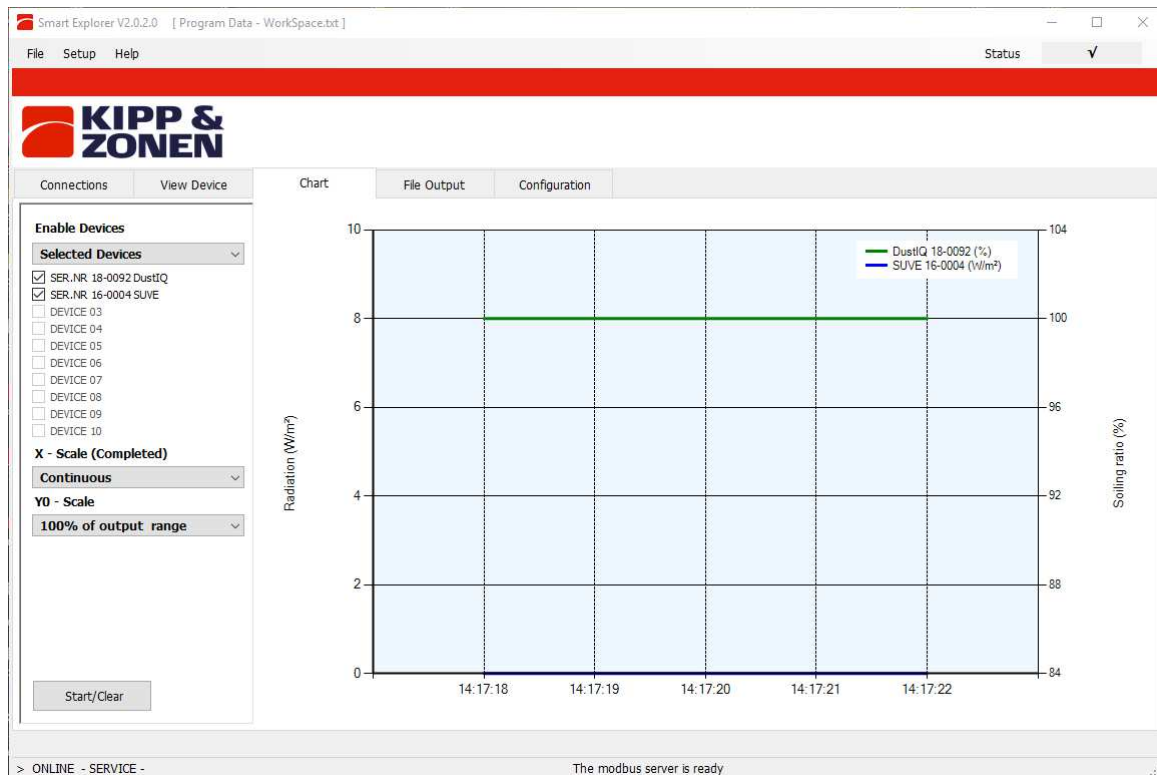 Smart Explorer V2.0.2.0 [ Program Data - WorkSpace.txt ]
File Setup Help Status √
KIPP &
ZONEN
Connections View Device Chart File Output Configuration
Enable Devices
Selected Devices
SER.NR 18-0092 DustIQ
SER.NR 16-0004 SUVE
DEVICE 03
DEVICE 04
DEVICE 05
DEVICE 06
DEVICE 07
DEVICE 08
DEVICE 09
DEVICE 10
X - Scale (Completed)
Continuous
Y0 - Scale
100% of output range
Start/Clear
Radiation (W/m²)
10
8
6
4
2
0
DustIQ 18-0092 (%)
SUVE 16-0004 (W/m²)
104
100
96
92
88
84
Soiling ratio (%)
14:17:18 14:17:19 14:17:20 14:17:21 14:17:22
> ONLINE - SERVICE - The modbus server is ready